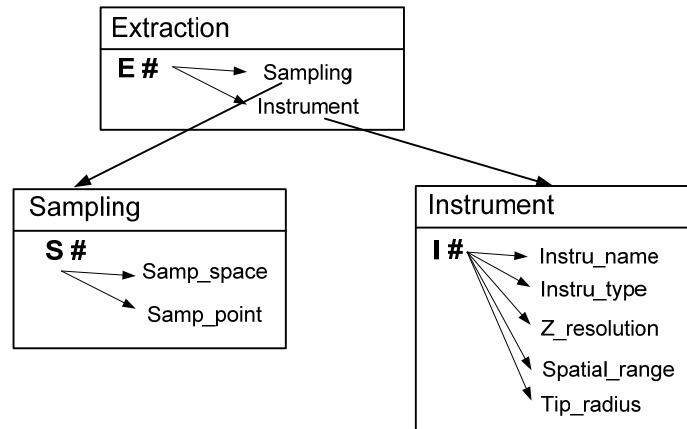 Extraction
E #
Sampling
Instrument
Sampling
S #
Samp_space
Samp_point
Instrument
I #
Instru_name
Instru_type
Z_resolution
Spatial_range
Tip_radius